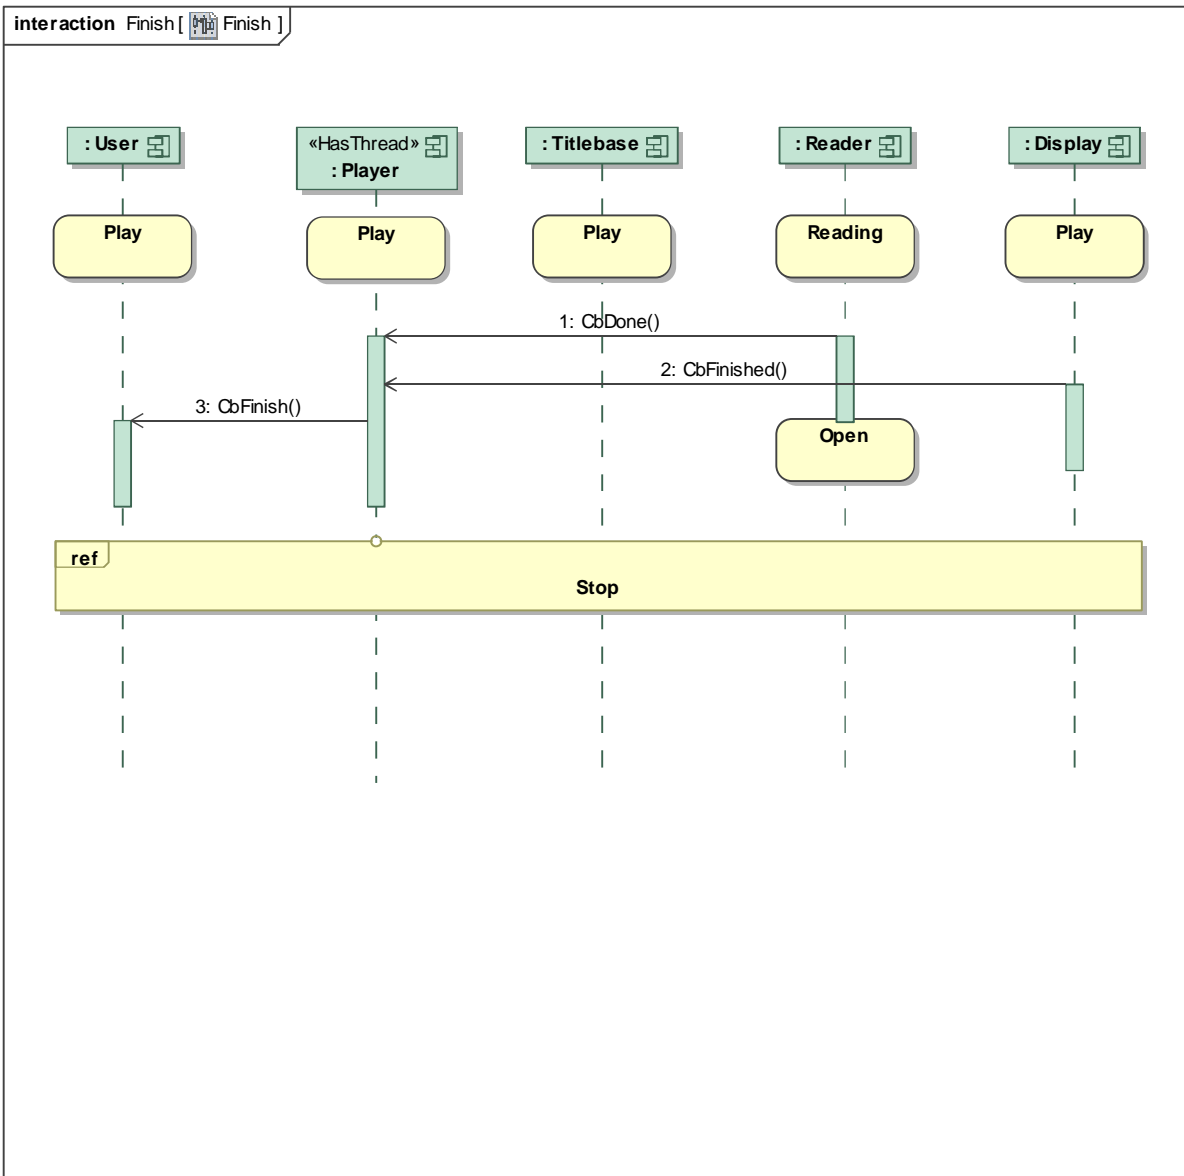 interaction Finish [ Finish ]
: User
«HasThread»
: Player
: Titlebase
: Reader
: Display
Play
Play
Play
Reading
Play
1: CbDone()
2: CbFinished()
3: CbFinish()
Open
ref
Stop